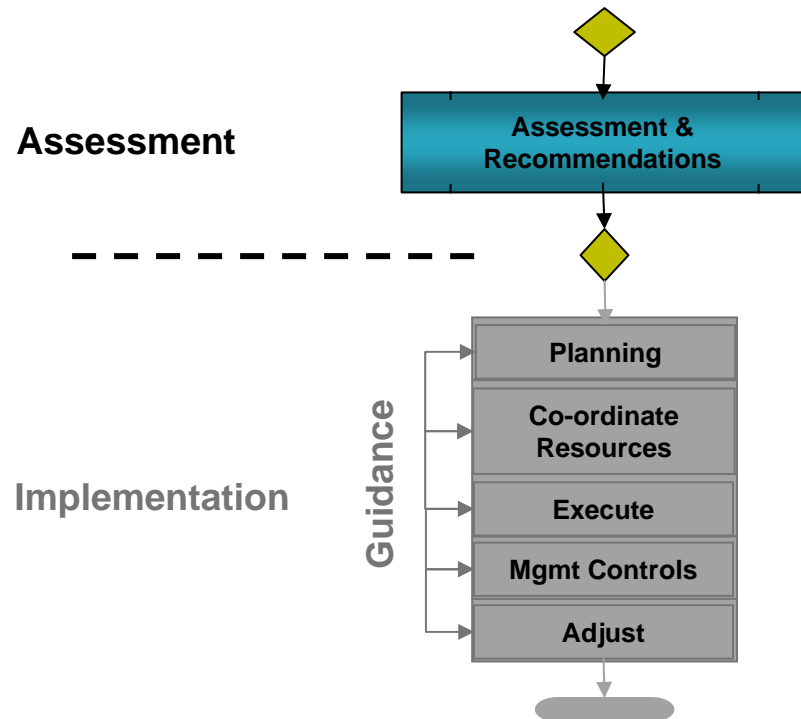 Assessment
Assessment &
Recommendations
Implementation
Guidance
Planning
Co-ordinate
Resources
Execute
Mgmt Controls
Adjust